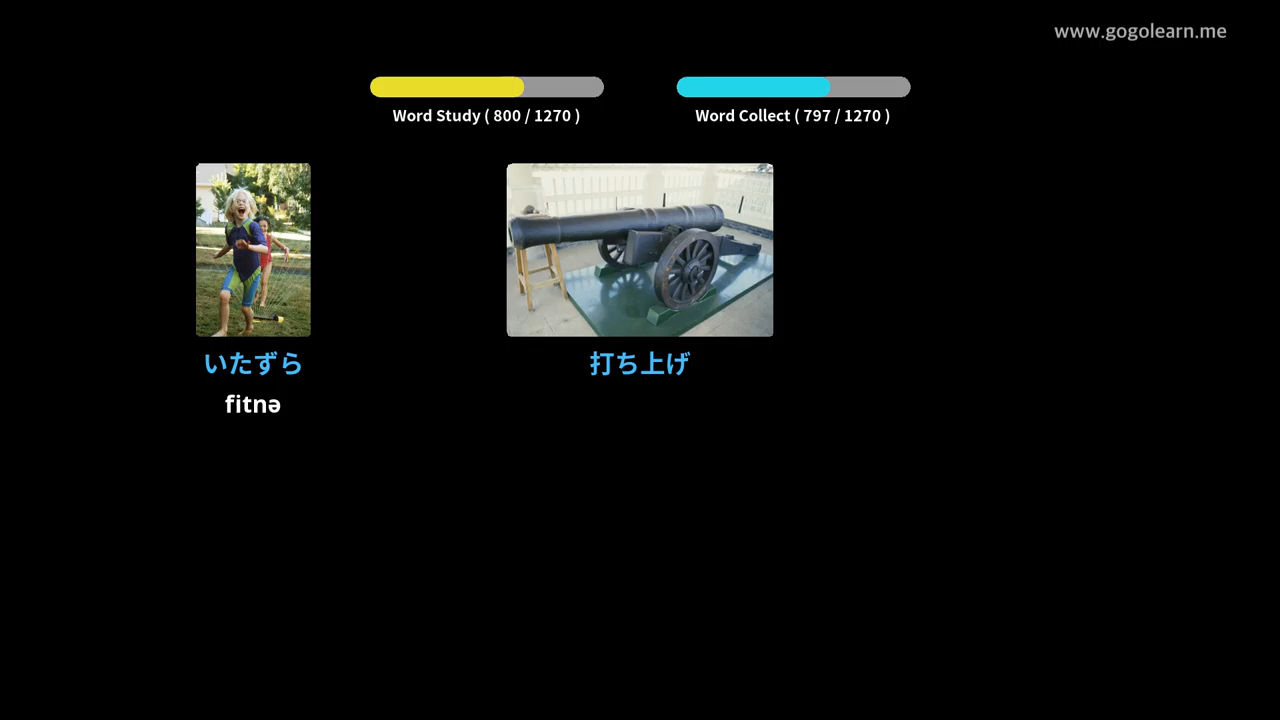 www.gogolearn.me
Word Study ( 800 / 1270 )
Word Collect ( 797 / 1270 )
いたずら
打ち上げ
fitnə